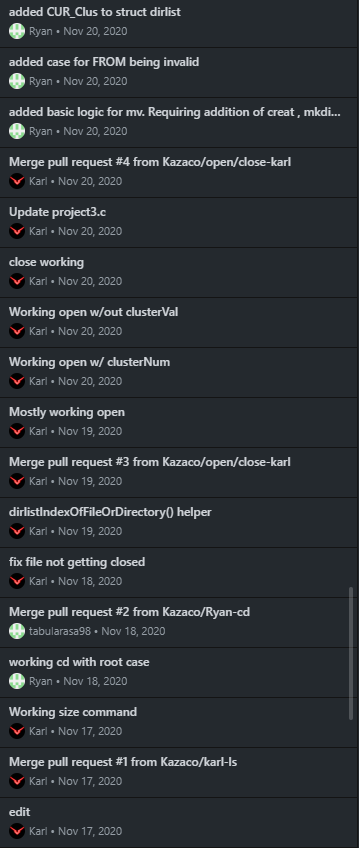 added CUR_Clus to struct dirlist
Ryan • Nov 20, 2020
added case for FROM being invalid
Ryan • Nov 20, 2020
added basic logic for mv. Requiring addition of creat , mkdi...
Ryan • Nov 20, 2020
Merge pull request #4 from Kazaco/open/close-karl
Karl • Nov 20, 2020
Update project3.c
Karl • Nov 20, 2020
close working
Karl • Nov 20, 2020
Working open w/out clusterVal
Karl • Nov 20, 2020
Working open w/ clusterNum
Karl • Nov 20, 2020
Mostly working open
Karl • Nov 19, 2020
Merge pull request #3 from Kazaco/open/close-karl
Karl • Nov 19, 2020
dirlistIndexOfFileOrDirectory() helper
Karl • Nov 19, 2020
fix file not getting closed
Karl • Nov 18, 2020
Merge pull request #2 from Kazaco/Ryan-cd
tabularasa98 • Nov 18, 2020
working cd with root case
Ryan • Nov 18, 2020
Working size command
Karl • Nov 17, 2020
Merge pull request #1 from Kazaco/karl-ls
Karl • Nov 17, 2020
edit
Karl • Nov 17, 2020